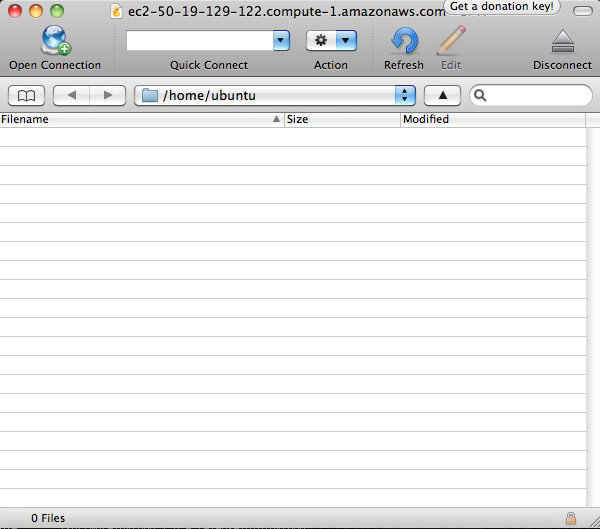 ec2-50-19-129-122.compute-1.amazonaws.com
Get a donation key!
Open Connection Quick Connect Action Refresh Edit Disconnect
/home/ubuntu
Filename Size Modified
0 Files